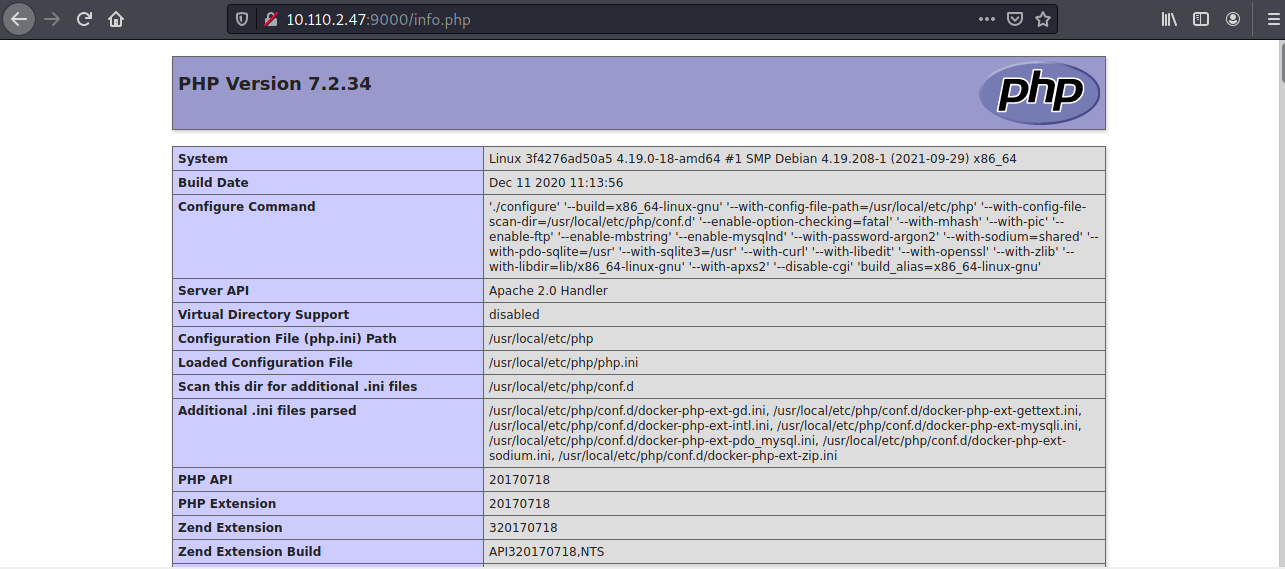 10.110.2.47:9000/info.php
PHP Version 7.2.34
php
System Linux 3f4276ad50a5 4.19.0-18-amd64 #1 SMP Debian 4.19.208-1 (2021-09-29) x86_64
Build Date Dec 11 2020 11:13:56
Configure Command './configure' '--build=x86_64-linux-gnu' '--with-config-file-path=/usr/local/etc/php' '--with-config-file-
scan-dir=/usr/local/etc/php/conf.d' '--enable-option-checking=fatal' '--with-mhash' '--with-pic' '--
enable-ftp' '--enable-mbstring' '--enable-mysqlnd' '--with-password-argon2' '--with-sodium=shared' '--
with-pdo-sqlite=/usr' '--with-sqlite3=/usr' '--with-curl' '--with-libedit' '--with-openssl' '--with-zlib' '--
with-libdir=lib/x86_64-linux-gnu' '--with-apxs2' '--disable-cgi' 'build_alias=x86_64-linux-gnu'
Server API Apache 2.0 Handler
Virtual Directory Support disabled
Configuration File (php.ini) Path /usr/local/etc/php
Loaded Configuration File /usr/local/etc/php/php.ini
Scan this dir for additional .ini files /usr/local/etc/php/conf.d
Additional .ini files parsed /usr/local/etc/php/conf.d/docker-php-ext-gd.ini, /usr/local/etc/php/conf.d/docker-php-ext-gettext.ini,
/usr/local/etc/php/conf.d/docker-php-ext-intl.ini, /usr/local/etc/php/conf.d/docker-php-ext-mysqli.ini,
/usr/local/etc/php/conf.d/docker-php-ext-pdo_mysql.ini, /usr/local/etc/php/conf.d/docker-php-ext-
sodium.ini, /usr/local/etc/php/conf.d/docker-php-ext-zip.ini
PHP API 20170718
PHP Extension 20170718
Zend Extension 320170718
Zend Extension Build API320170718,NTS